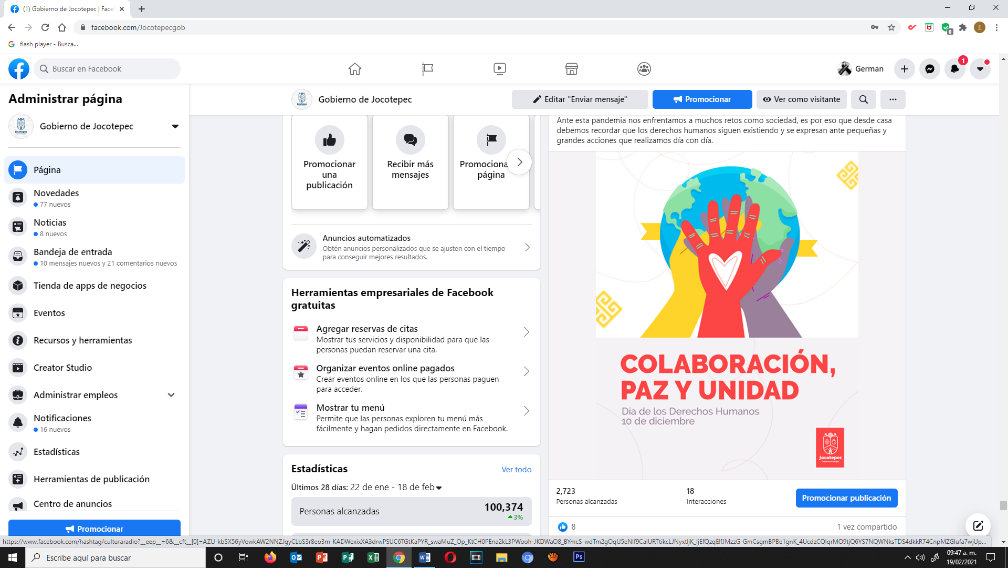 (1) Gobierno de Jocotepec | Face
facebook.com/Jocotepecgob
flash player - Busca...
Buscar en Facebook
German
1
Administrar página
Gobierno de Jocotepec
Página
Novedades
77 nuevos
Noticias
8 nuevos
Bandeja de entrada
10 mensajes nuevos y 21 comentarios nuevos
Tienda de apps de negocios
Eventos
Recursos y herramientas
Creator Studio
Administrar empleos
Notificaciones
16 nuevos
Estadísticas
Herramientas de publicación
Centro de anuncios
Promocionar
Gobierno de Jocotepec
Editar "Enviar mensaje"
Promocionar
Ver como visitante
Promocionar
una
publicación
Recibir más
mensajes
Promociona
página
Anuncios automatizados
Obtén anuncios personalizados que se ajusten con el tiempo
para conseguir mejores resultados.
Herramientas empresariales de Facebook
gratuitas
Agregar reservas de citas
Mostrar tus servicios y disponibilidad para que las
personas puedan reservar una cita.
Organizar eventos online pagados
Crear eventos online en los que las personas paguen
para acceder.
Mostrar tu menú
Permite que las personas exploren tu menú más
fácilmente y hagan pedidos directamente en Facebook.
Estadísticas
Ver todo
Últimos 28 días: 22 de ene - 18 de feb
Personas alcanzadas
100,374
3%
Ante esta pandemia nos enfrentamos a muchos retos como sociedad, es por eso que desde casa
debemos recordar que los derechos humanos siguen existiendo y se expresan ante pequeñas y
grandes acciones que realizamos día con día.
COLABORACIÓN,
PAZ Y UNIDAD
Día de los Derechos Humanos
10 de diciembre
Jocotepec
2,723
Personas alcanzadas
18
Interacciones
Promocionar publicación
8
1 vez compartido
Escribe aquí para buscar
09:47 a. m.
19/02/2021